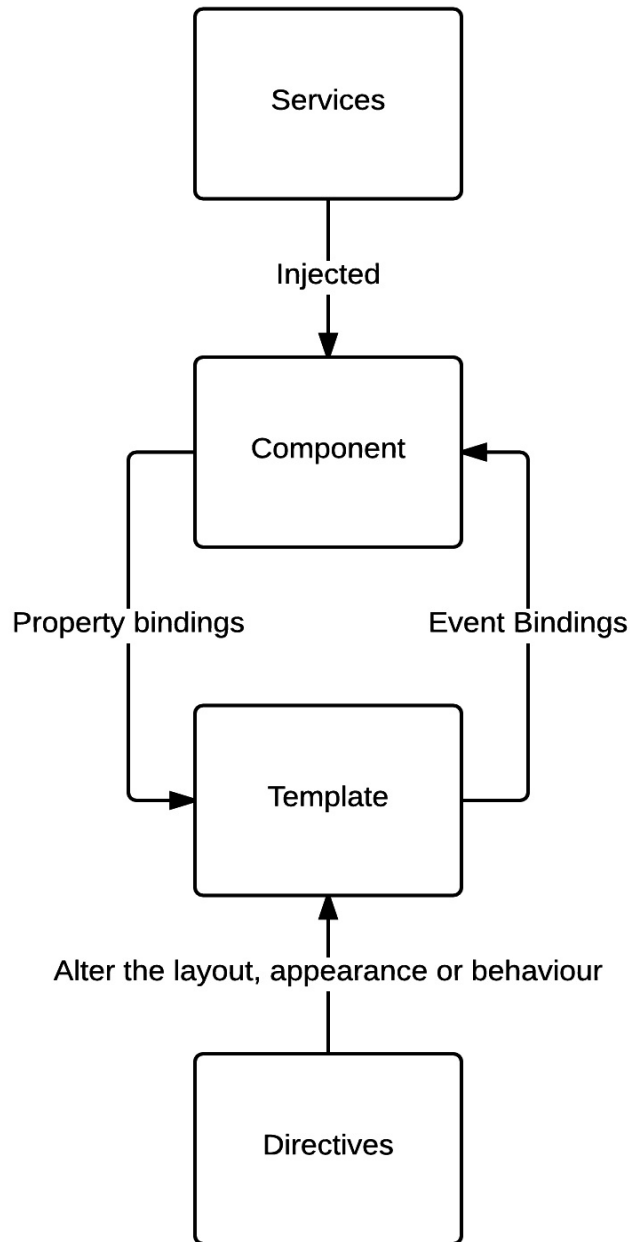 Services
Injected
Component
Property bindings
Event Bindings
Template
Alter the layout, appearance or behaviour
Directives